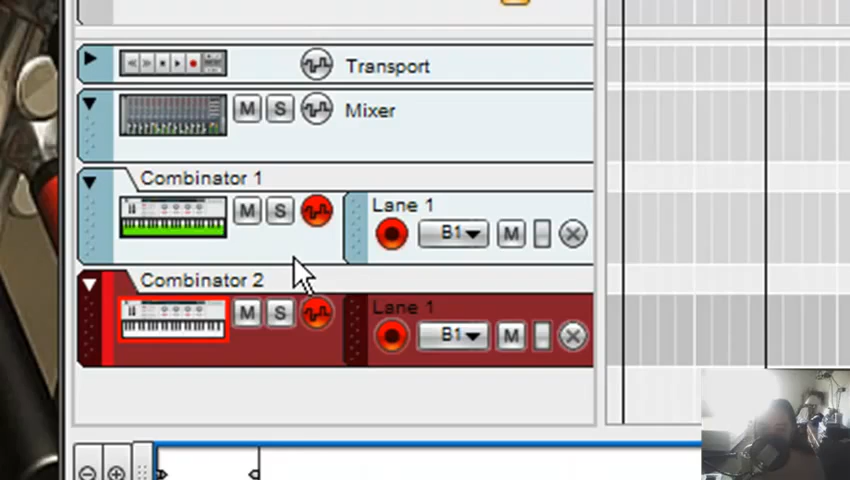 Transport
M S Mixer
Combinator 1
M S Lane 1
B1 M
Combinator 2
M S Lane 1
B1 M